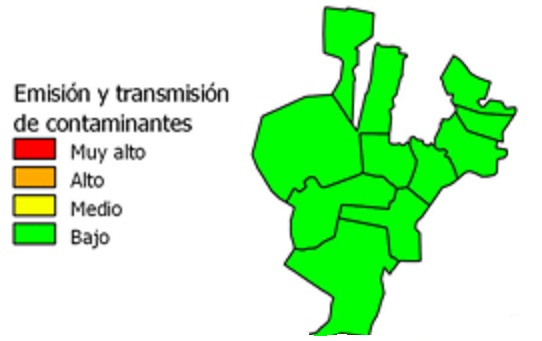 Emisión y transmisión
de contaminantes
Muy alto
Alto
Medio
Bajo